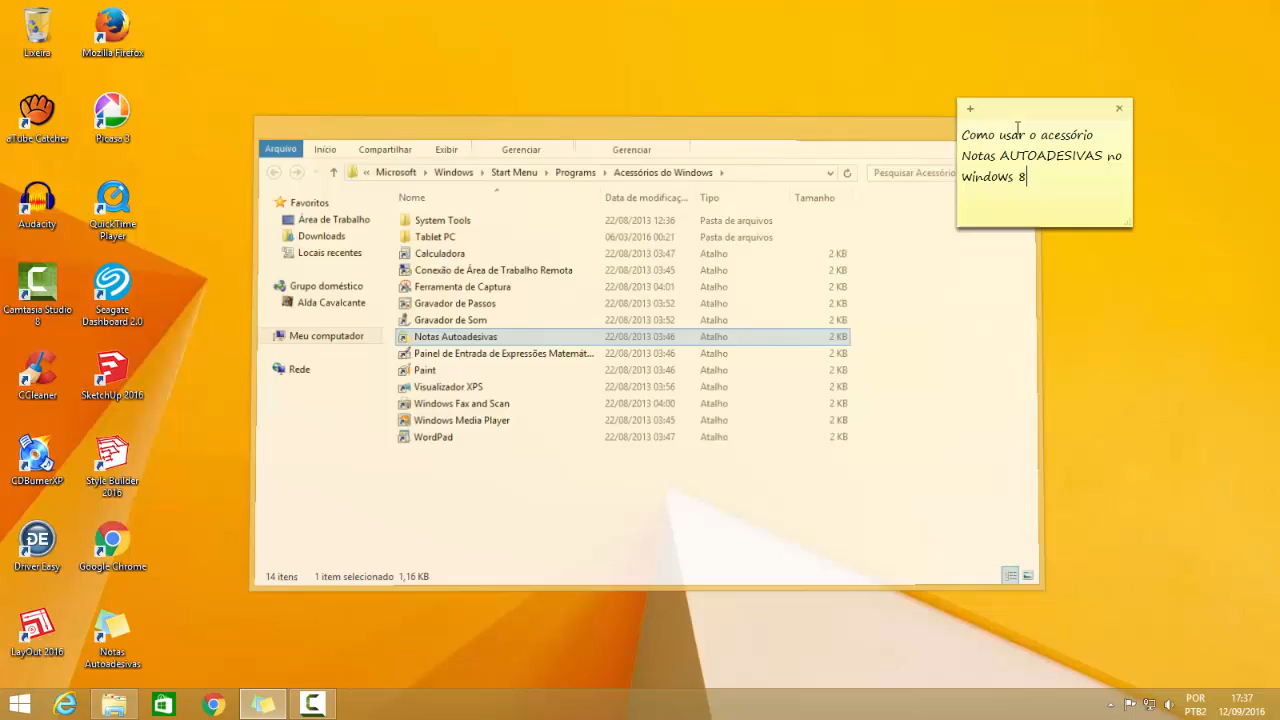 Lixeira
Mozilla Firefox
aTube Catcher
Picasa 3
Audacity
QuickTime
Player
Camtasia Studio
8
Seagate
Dashboard 2.0
CCleaner
SketchUp 2016
CDBurnerXP
Style Builder
2016
Driver Easy
Google Chrome
LayOut 2016
Notas
Autoadesivas
Arquivo
Início
Compartilhar
Exibir
Gerenciar
Gerenciar
« Microsoft Windows Start Menu Programs Acessórios do Windows
Pesquisar Acessório
Nome
Data de modificaç...
Tipo
Tamanho
Favoritos
Área de Trabalho
Downloads
Locais recentes
Grupo doméstico
Alda Cavalcante
Meu computador
Rede
System Tools 22/08/2013 12:36 Pasta de arquivos
Tablet PC 06/03/2016 00:21 Pasta de arquivos
Calculadora 22/08/2013 03:47 Atalho 2 KB
Conexão de Área de Trabalho Remota 22/08/2013 03:45 Atalho 2 KB
Ferramenta de Captura 22/08/2013 04:01 Atalho 2 KB
Gravador de Passos 22/08/2013 03:52 Atalho 2 KB
Gravador de Som 22/08/2013 03:52 Atalho 2 KB
Notas Autoadesivas 22/08/2013 03:46 Atalho 2 KB
Painel de Entrada de Expressões Matemát... 22/08/2013 03:46 Atalho 2 KB
Paint 22/08/2013 03:46 Atalho 2 KB
Visualizador XPS 22/08/2013 03:56 Atalho 2 KB
Windows Fax and Scan 22/08/2013 04:00 Atalho 2 KB
Windows Media Player 22/08/2013 03:45 Atalho 2 KB
WordPad 22/08/2013 03:47 Atalho 2 KB
14 itens 1 item selecionado 1,16 KB
Como usar o acessório
Notas AUTOADESIVAS no
WindoWs 8
POR
PTB2
17:37
12/09/2016